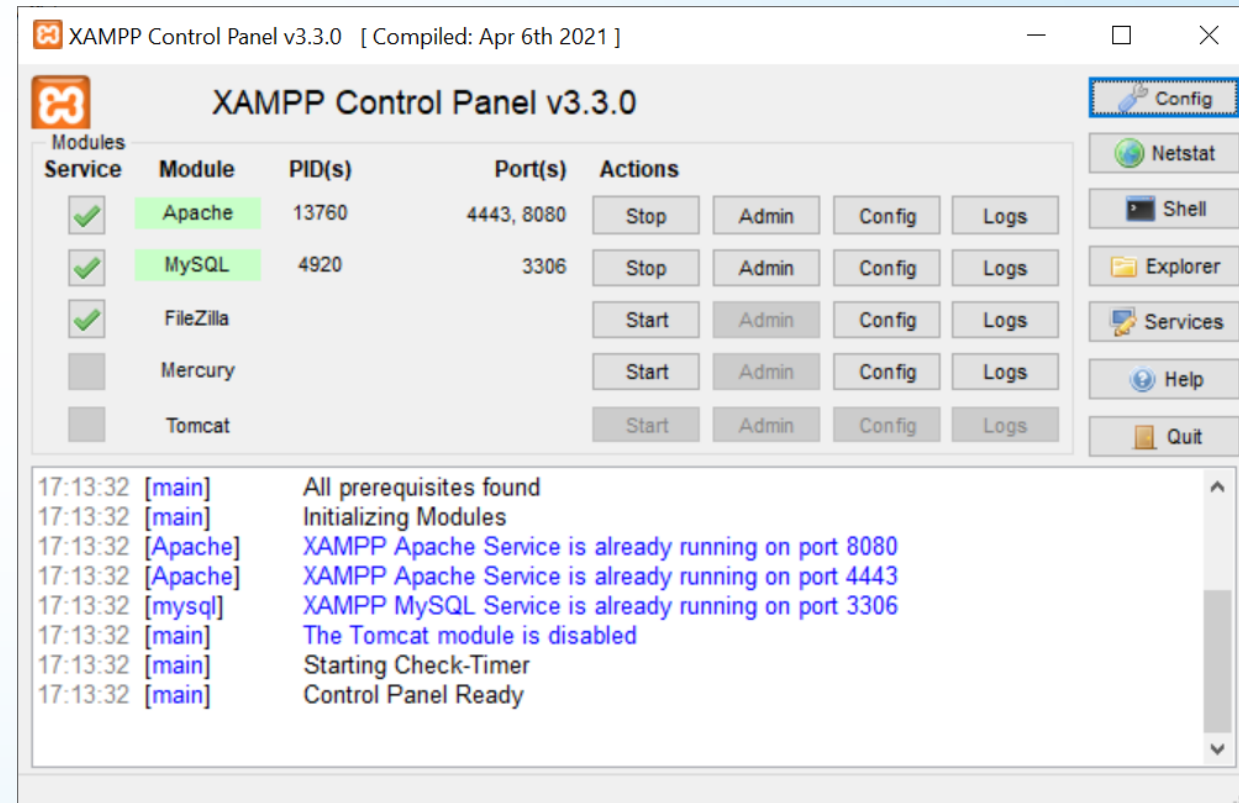 XAMPP Control Panel v3.3.0 [ Compiled: Apr 6th 2021 ]
XAMPP Control Panel v3.3.0
Config
Netstat
Shell
Explorer
Services
Help
Quit
Modules
Service Module PID(s) Port(s) Actions
Apache 13760 4443, 8080 Stop Admin Config Logs
MySQL 4920 3306 Stop Admin Config Logs
FileZilla Start Admin Config Logs
Mercury Start Admin Config Logs
Tomcat Start Admin Config Logs
17:13:32 [main] All prerequisites found
17:13:32 [main] Initializing Modules
17:13:32 [Apache] XAMPP Apache Service is already running on port 8080
17:13:32 [Apache] XAMPP Apache Service is already running on port 4443
17:13:32 [mysql] XAMPP MySQL Service is already running on port 3306
17:13:32 [main] The Tomcat module is disabled
17:13:32 [main] Starting Check-Timer
17:13:32 [main] Control Panel Ready